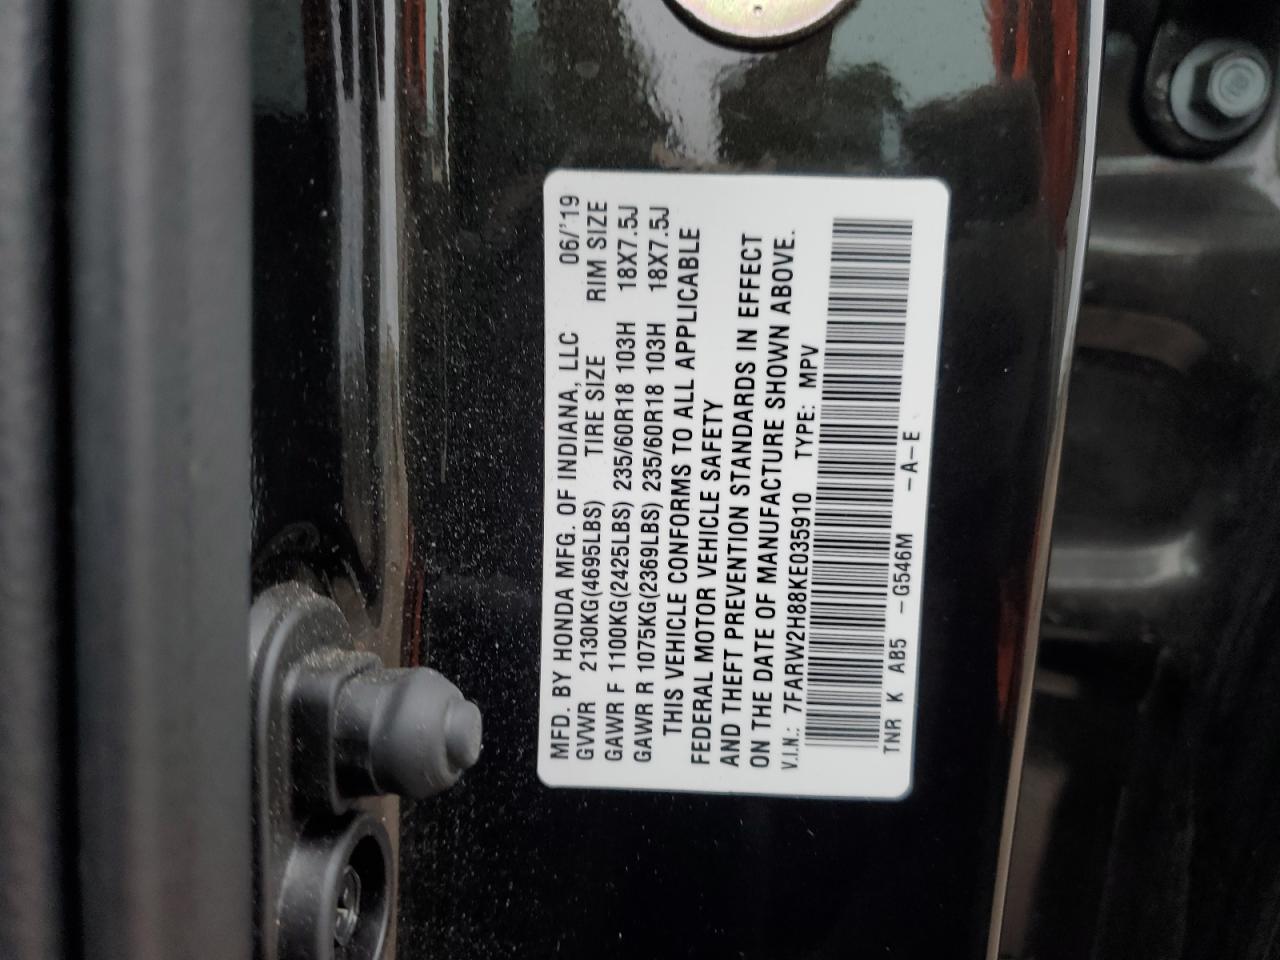 MFD. BY HONDA MFG. OF INDIANA, LLC 06/'19
GVWR 2130KG(4695LBS) TIRE SIZE RIM SIZE
GAWR F 1100KG(2425LBS) 235/60R18 103H 18X7.5J
GAWR R 1075KG(2369LBS) 235/60R18 103H 18X7.5J
THIS VEHICLE CONFORMS TO ALL APPLICABLE
FEDERAL MOTOR VEHICLE SAFETY
AND THEFT PREVENTION STANDARDS IN EFFECT
ON THE DATE OF MANUFACTURE SHOWN ABOVE.
V.I.N.: 7FARW2H88KE035910 TYPE: MPV
TNR K AB5 -G546M -A-E